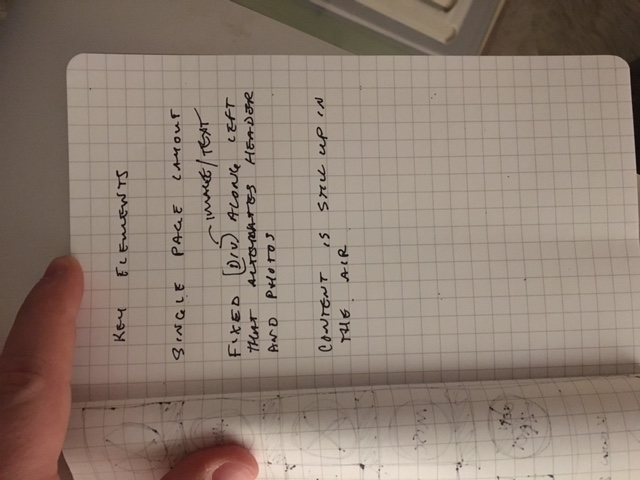 KEY ELEMENTS
SINGLE PAGE LAYOUT
IMAGE/TEXT
FIXED (DIV) ALONG LEFT
THAT ALTERNATES HEADER
AND PHOTOS
CONTENT IS STILL UP IN
THE AIR